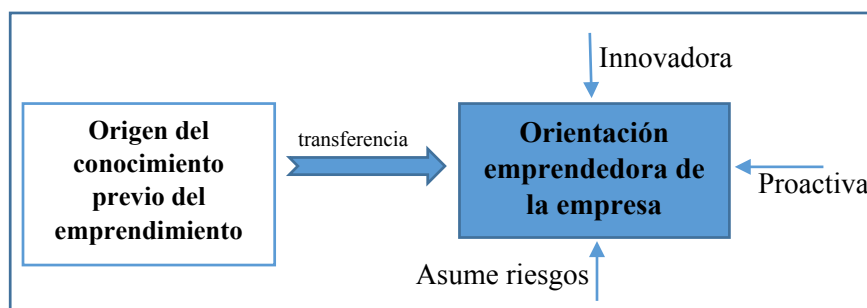 Innovadora
Origen del
conocimiento
previo del
emprendimiento
transferencia
Orientación
emprendedora de
la empresa
Proactiva
Asume riesgos